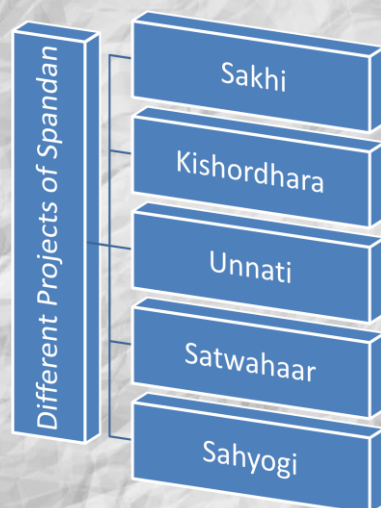 Different Projects of Spandan
Sakhi
Kishordhara
Unnati
Satwahaar
Sahyogi